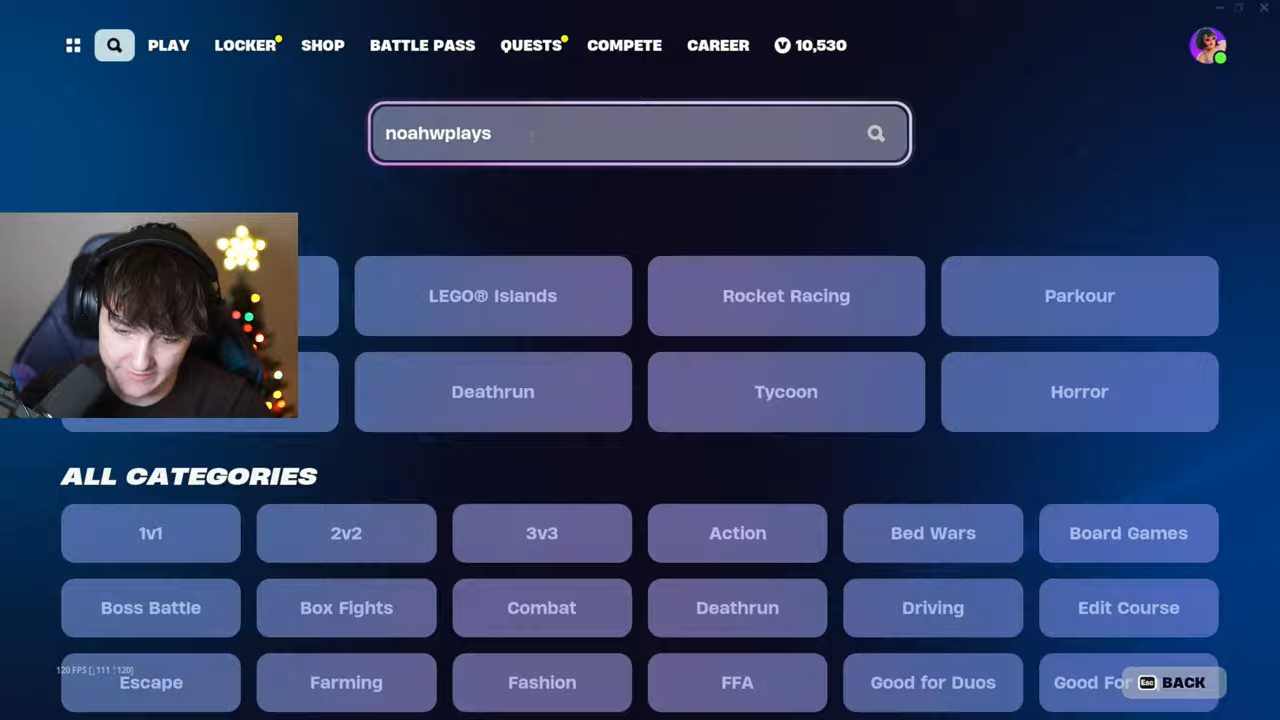 PLAY LOCKER SHOP BATTLE PASS QUESTS COMPETE CAREER V 10,530
noahwplays
LEGO® Islands Rocket Racing Parkour
Deathrun Tycoon Horror
ALL CATEGORIES
1v1 2v2 3v3 Action Bed Wars Board Games
Boss Battle Box Fights Combat Deathrun Driving Edit Course
120 FPS [
Escape Farming Fashion FFA Good for Duos Good For
Esc BACK